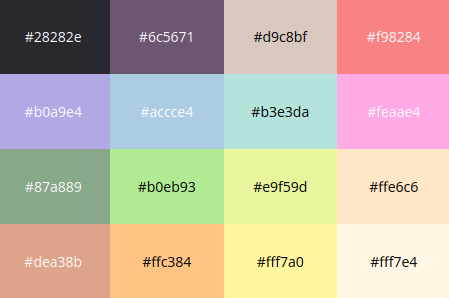 #28282e #6c5671 #d9c8bf #f98284
#b0a9e4 #accce4 #b3e3da #feaae4
#87a889 #b0eb93 #e9f59d #ffe6c6
#dea38b #ffc384 #fff7a0 #fff7e4